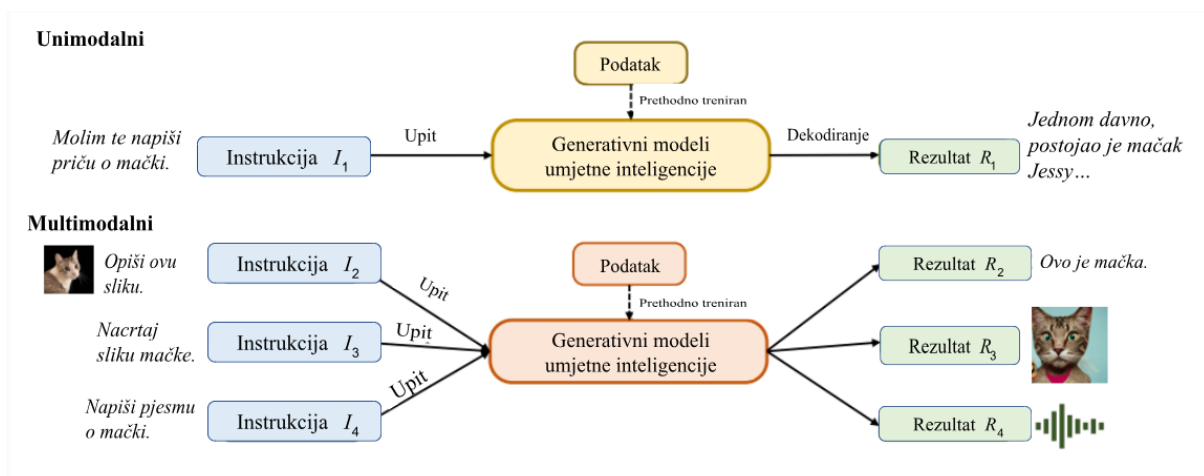 Unimodalni
Podatak
Prethodno treniran
Molim te napiši
priču o mački.
Instrukcija I₁
Upit
Generativni modeli
umjetne inteligencije
Dekodiranje
Rezultat R₁
Jednom davno,
postojao je mačak
Jessy...
Multimodalni
Opiši ovu
sliku.
Instrukcija I₂
Upit
Podatak
Prethodno treniran
Rezultat R₂
Ovo je mačka.
Nacrtaj
sliku mačke.
Instrukcija I₃
Upit
Generativni modeli
umjetne inteligencije
Rezultat R₃
Napiši pjesmu
o mački.
Instrukcija I₄
Upit
Rezultat R₄